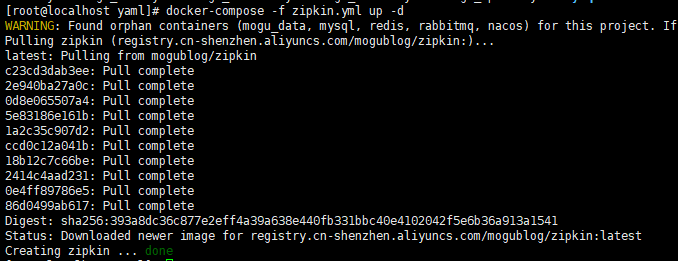 [root@localhost yaml]# docker-compose -f zipkin.yml up -d
WARNING: Found orphan containers (mogu_data, mysql, redis, rabbitmq, nacos) for this project. If
Pulling zipkin (registry.cn-shenzhen.aliyuncs.com/mogublog/zipkin:)...
latest: Pulling from mogublog/zipkin
c23cd3dab3ee: Pull complete
2e940ba27a0c: Pull complete
0d8e065507a4: Pull complete
5e83186e161b: Pull complete
1a2c35c907d2: Pull complete
ccd0c12a041b: Pull complete
18b12c7c66be: Pull complete
2414c4aad231: Pull complete
0e4ff89786e5: Pull complete
86d0499ab617: Pull complete
Digest: sha256:393a8dc36c877e2eff4a39a638e440fb331bbc40e4102042f5e6b36a913a1541
Status: Downloaded newer image for registry.cn-shenzhen.aliyuncs.com/mogublog/zipkin:latest
Creating zipkin ... done